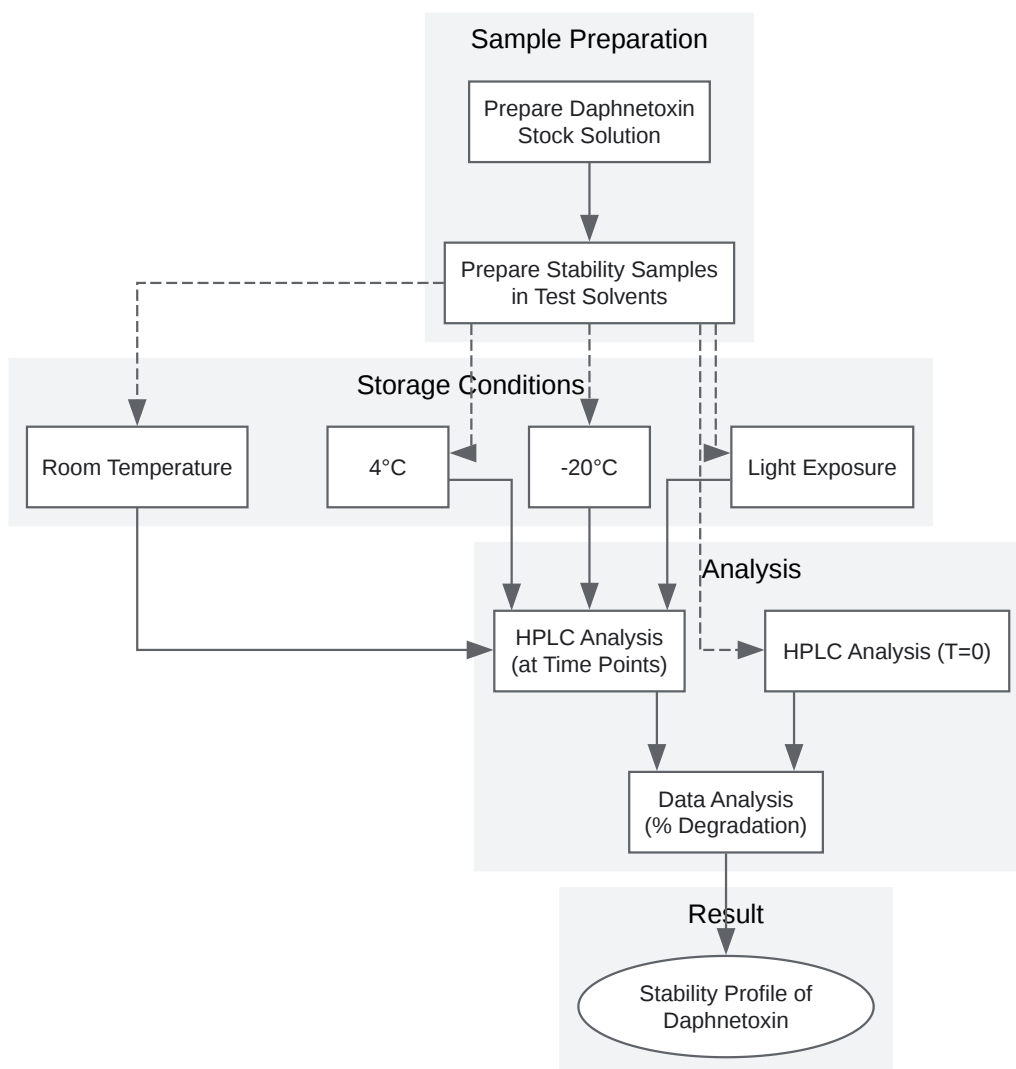 Sample Preparation
Prepare Daphnetoxin
Stock Solution
Prepare Stability Samples
in Test Solvents
Storage Conditions
Room Temperature
4°C
-20°C
Light Exposure
Analysis
HPLC Analysis
(at Time Points)
HPLC Analysis (T=0)
Data Analysis
(% Degradation)
Result
Stability Profile of
Daphnetoxin